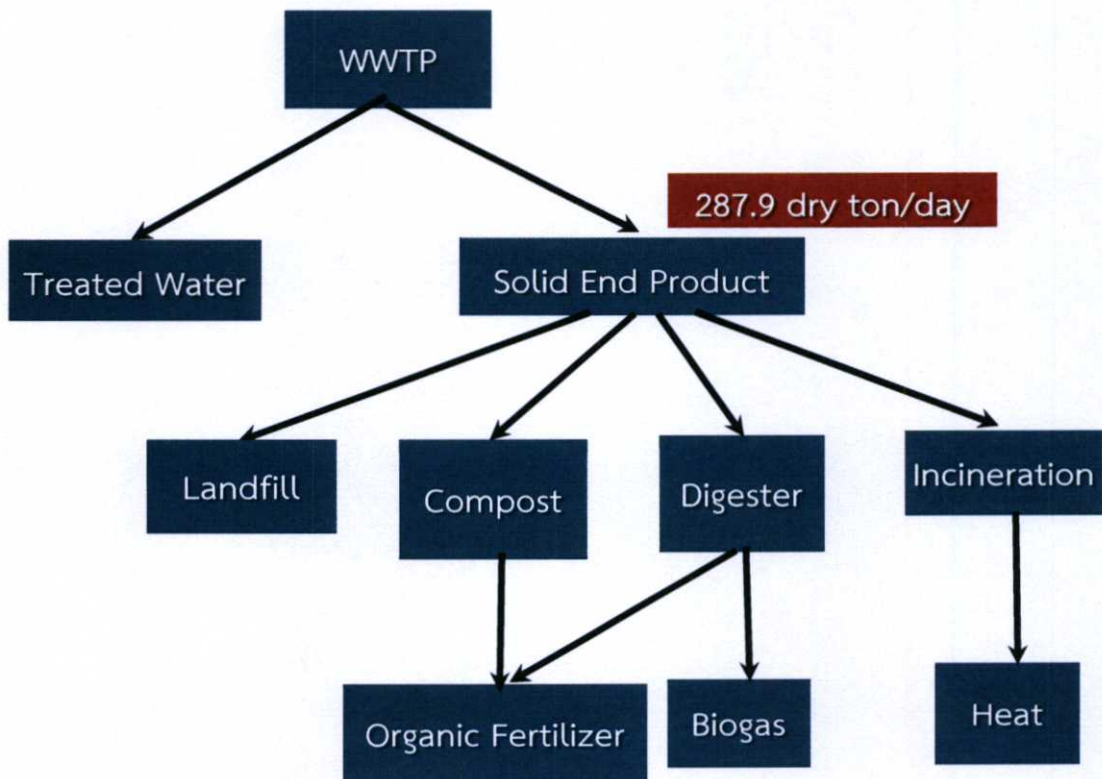 WWTP
287.9 dry ton/day
Treated Water
Solid End Product
Landfill
Compost
Digester
Incineration
Organic Fertilizer
Biogas
Heat